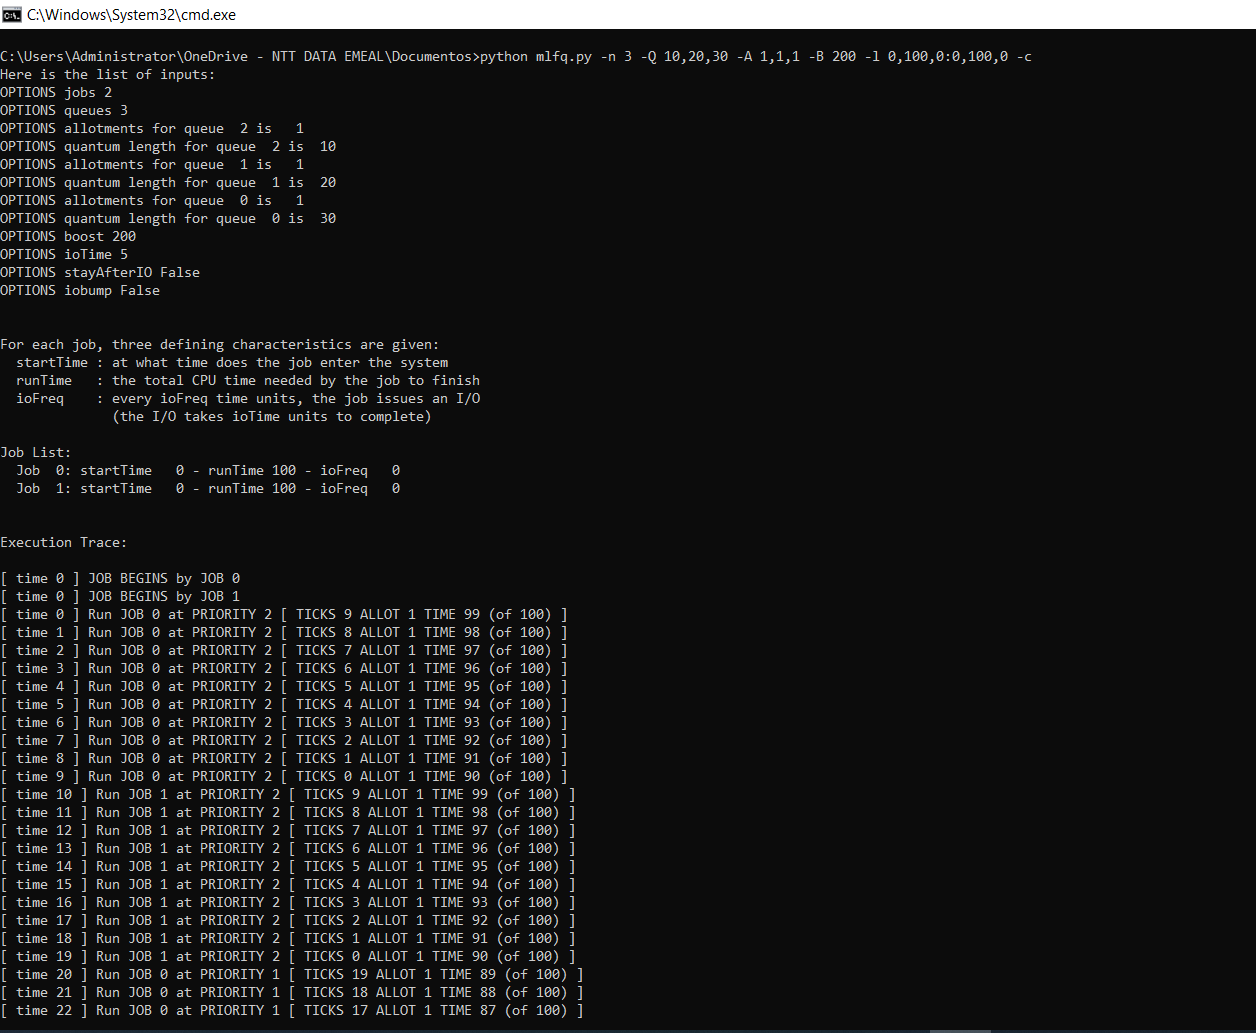 C:\Windows\System32\cmd.exe
C:\Users\Administrator\OneDrive - NTT DATA EMEAL\Documentos>python mlfq.py -n 3 -Q 10,20,30 -A 1,1,1 -B 200 -l 0,100,0:0,100,0 -c
Here is the list of inputs:
OPTIONS jobs 2
OPTIONS queues 3
OPTIONS allotments for queue  2 is   1
OPTIONS quantum length for queue  2 is  10
OPTIONS allotments for queue  1 is   1
OPTIONS quantum length for queue  1 is  20
OPTIONS allotments for queue  0 is   1
OPTIONS quantum length for queue  0 is  30
OPTIONS boost 200
OPTIONS ioTime 5
OPTIONS stayAfterIO False
OPTIONS iobump False
For each job, three defining characteristics are given:
  startTime : at what time does the job enter the system
  runTime   : the total CPU time needed by the job to finish
  ioFreq    : every ioFreq time units, the job issues an I/O
              (the I/O takes ioTime units to complete)
Job List:
  Job  0: startTime   0 - runTime 100 - ioFreq   0
  Job  1: startTime   0 - runTime 100 - ioFreq   0
Execution Trace:
[ time 0 ] JOB BEGINS by JOB 0
[ time 0 ] JOB BEGINS by JOB 1
[ time 0 ] Run JOB 0 at PRIORITY 2 [ TICKS 9 ALLOT 1 TIME 99 (of 100) ]
[ time 1 ] Run JOB 0 at PRIORITY 2 [ TICKS 8 ALLOT 1 TIME 98 (of 100) ]
[ time 2 ] Run JOB 0 at PRIORITY 2 [ TICKS 7 ALLOT 1 TIME 97 (of 100) ]
[ time 3 ] Run JOB 0 at PRIORITY 2 [ TICKS 6 ALLOT 1 TIME 96 (of 100) ]
[ time 4 ] Run JOB 0 at PRIORITY 2 [ TICKS 5 ALLOT 1 TIME 95 (of 100) ]
[ time 5 ] Run JOB 0 at PRIORITY 2 [ TICKS 4 ALLOT 1 TIME 94 (of 100) ]
[ time 6 ] Run JOB 0 at PRIORITY 2 [ TICKS 3 ALLOT 1 TIME 93 (of 100) ]
[ time 7 ] Run JOB 0 at PRIORITY 2 [ TICKS 2 ALLOT 1 TIME 92 (of 100) ]
[ time 8 ] Run JOB 0 at PRIORITY 2 [ TICKS 1 ALLOT 1 TIME 91 (of 100) ]
[ time 9 ] Run JOB 0 at PRIORITY 2 [ TICKS 0 ALLOT 1 TIME 90 (of 100) ]
[ time 10 ] Run JOB 1 at PRIORITY 2 [ TICKS 9 ALLOT 1 TIME 99 (of 100) ]
[ time 11 ] Run JOB 1 at PRIORITY 2 [ TICKS 8 ALLOT 1 TIME 98 (of 100) ]
[ time 12 ] Run JOB 1 at PRIORITY 2 [ TICKS 7 ALLOT 1 TIME 97 (of 100) ]
[ time 13 ] Run JOB 1 at PRIORITY 2 [ TICKS 6 ALLOT 1 TIME 96 (of 100) ]
[ time 14 ] Run JOB 1 at PRIORITY 2 [ TICKS 5 ALLOT 1 TIME 95 (of 100) ]
[ time 15 ] Run JOB 1 at PRIORITY 2 [ TICKS 4 ALLOT 1 TIME 94 (of 100) ]
[ time 16 ] Run JOB 1 at PRIORITY 2 [ TICKS 3 ALLOT 1 TIME 93 (of 100) ]
[ time 17 ] Run JOB 1 at PRIORITY 2 [ TICKS 2 ALLOT 1 TIME 92 (of 100) ]
[ time 18 ] Run JOB 1 at PRIORITY 2 [ TICKS 1 ALLOT 1 TIME 91 (of 100) ]
[ time 19 ] Run JOB 1 at PRIORITY 2 [ TICKS 0 ALLOT 1 TIME 90 (of 100) ]
[ time 20 ] Run JOB 0 at PRIORITY 1 [ TICKS 19 ALLOT 1 TIME 89 (of 100) ]
[ time 21 ] Run JOB 0 at PRIORITY 1 [ TICKS 18 ALLOT 1 TIME 88 (of 100) ]
[ time 22 ] Run JOB 0 at PRIORITY 1 [ TICKS 17 ALLOT 1 TIME 87 (of 100) ]